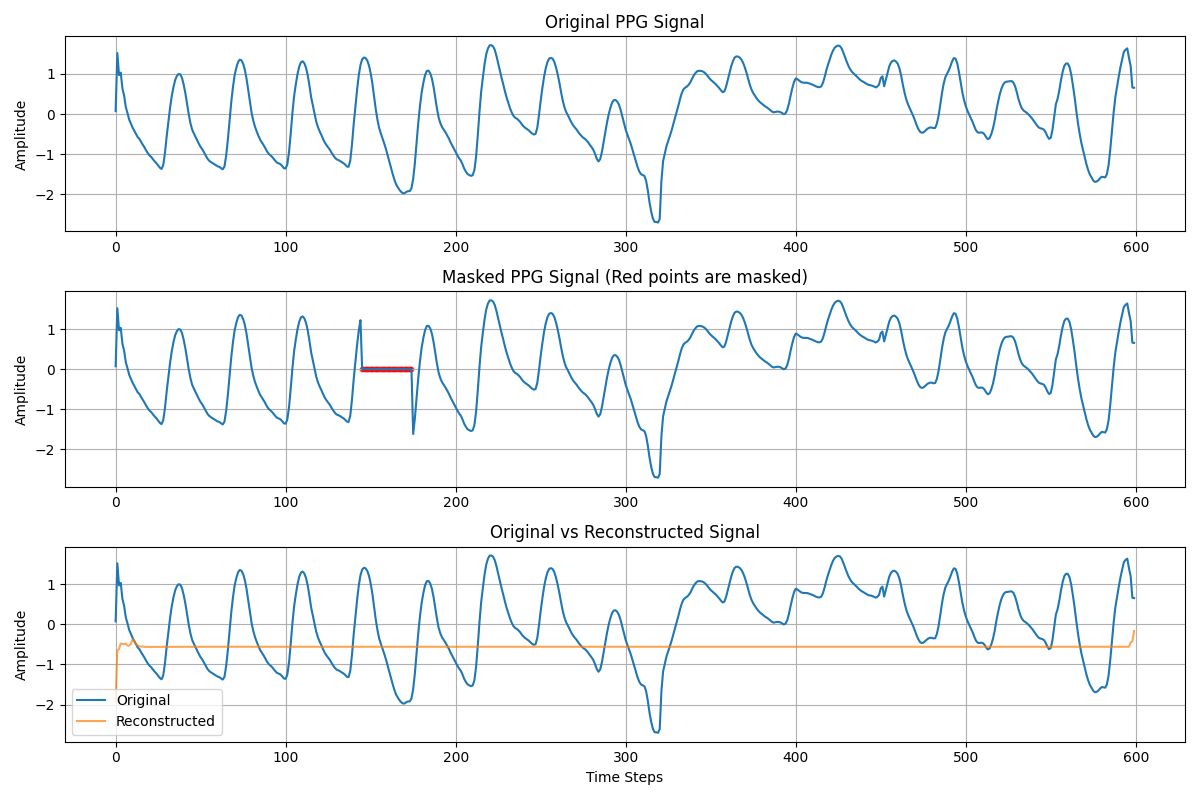 Original PPG Signal
Amplitude
1
0
−1
−2
0 100 200 300 400 500 600
Masked PPG Signal (Red points are masked)
Amplitude
1
0
−1
−2
0 100 200 300 400 500 600
Original vs Reconstructed Signal
Amplitude
1
0
−1
−2
Original
Reconstructed
0 100 200 300 400 500 600
Time Steps